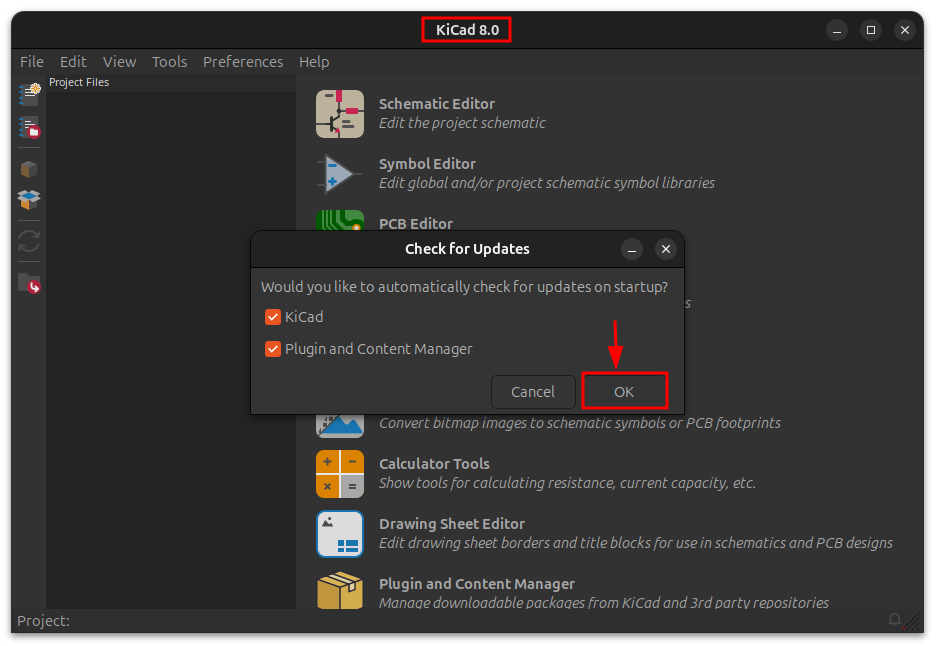 KiCad 8.0
File Edit View Tools Preferences Help
Project Files
Schematic Editor
Edit the project schematic
Symbol Editor
Edit global and/or project schematic symbol libraries
PCB Editor
Check for Updates
Would you like to automatically check for updates on startup?
KiCad
Plugin and Content Manager
Cancel OK
Convert bitmap images to schematic symbols or PCB footprints
Calculator Tools
Show tools for calculating resistance, current capacity, etc.
Drawing Sheet Editor
Edit drawing sheet borders and title blocks for use in schematics and PCB designs
Plugin and Content Manager
Manage downloadable packages from KiCad and 3rd party repositories
Project: